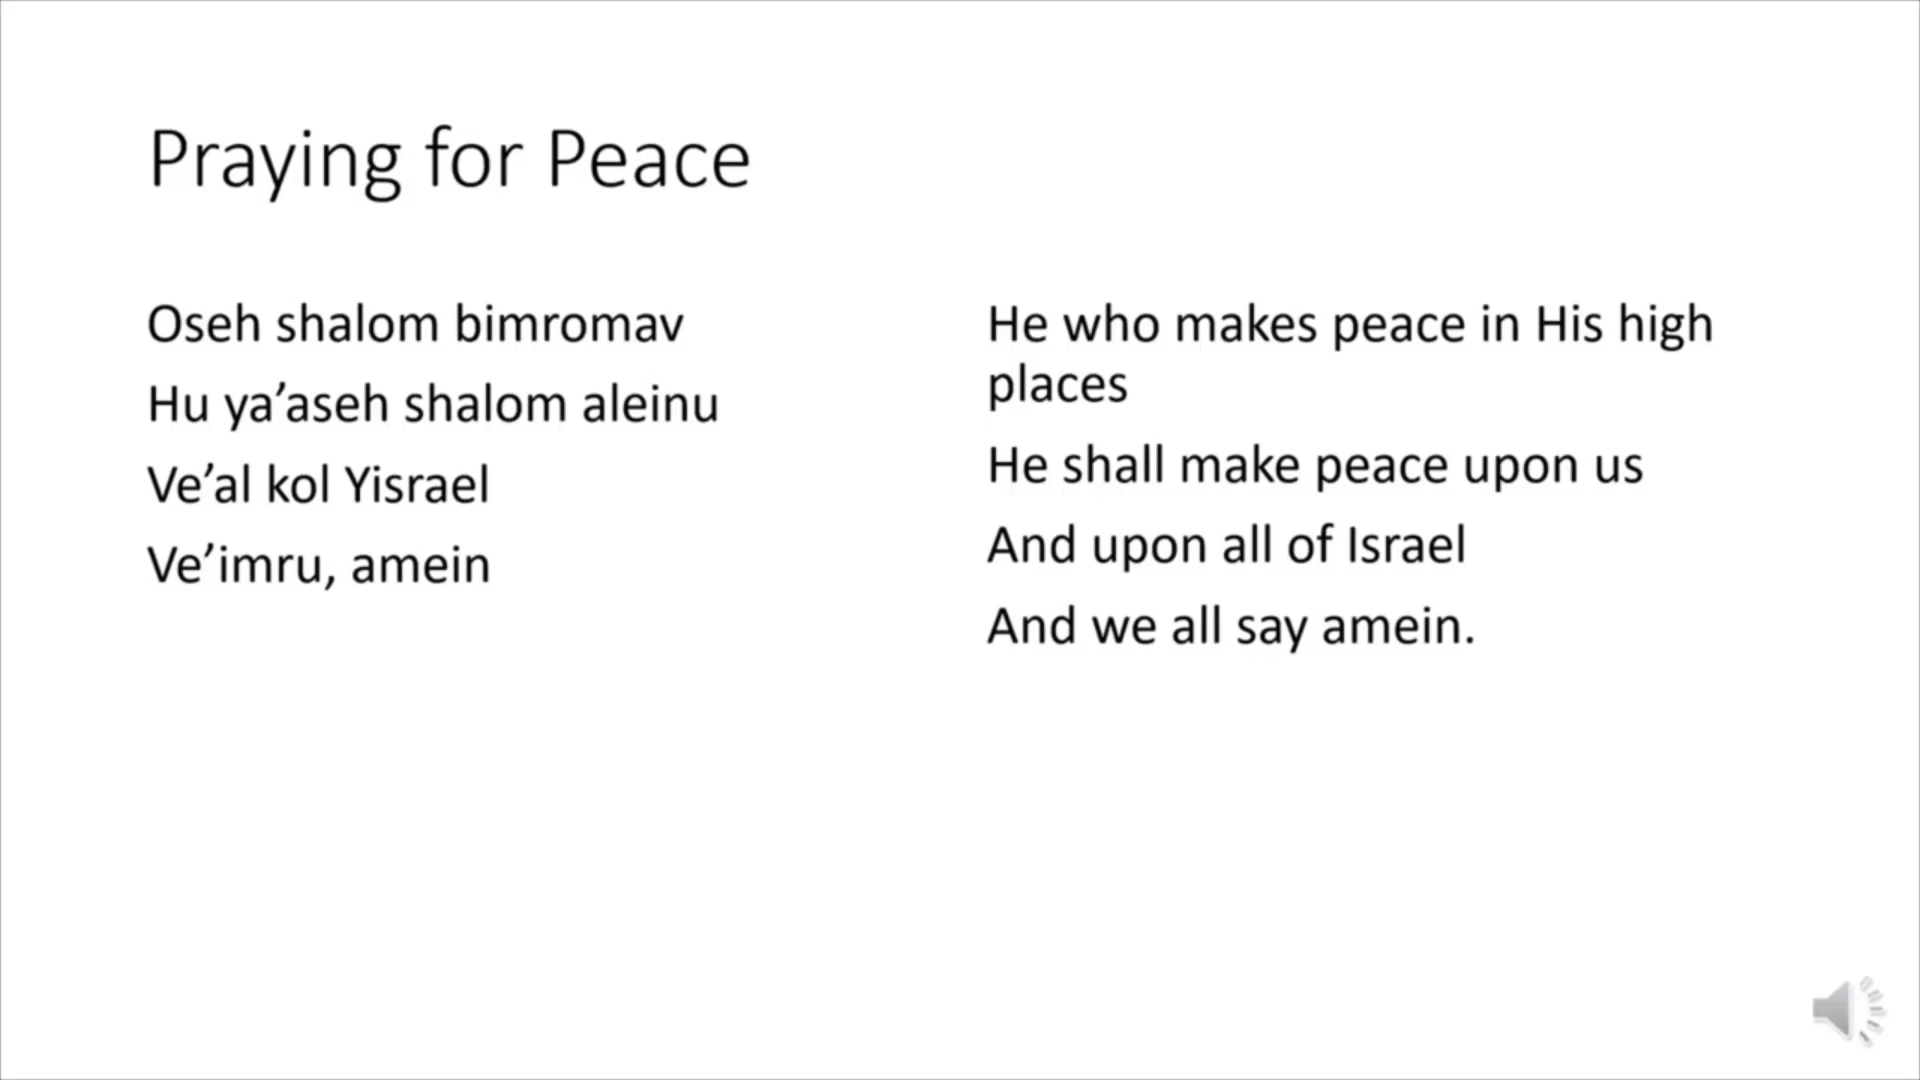 Praying for Peace
Oseh shalom bimromav
Hu ya’aseh shalom aleinu
Ve’al kol Yisrael
Ve’imru, amein
He who makes peace in His high
places
He shall make peace upon us
And upon all of Israel
And we all say amein.